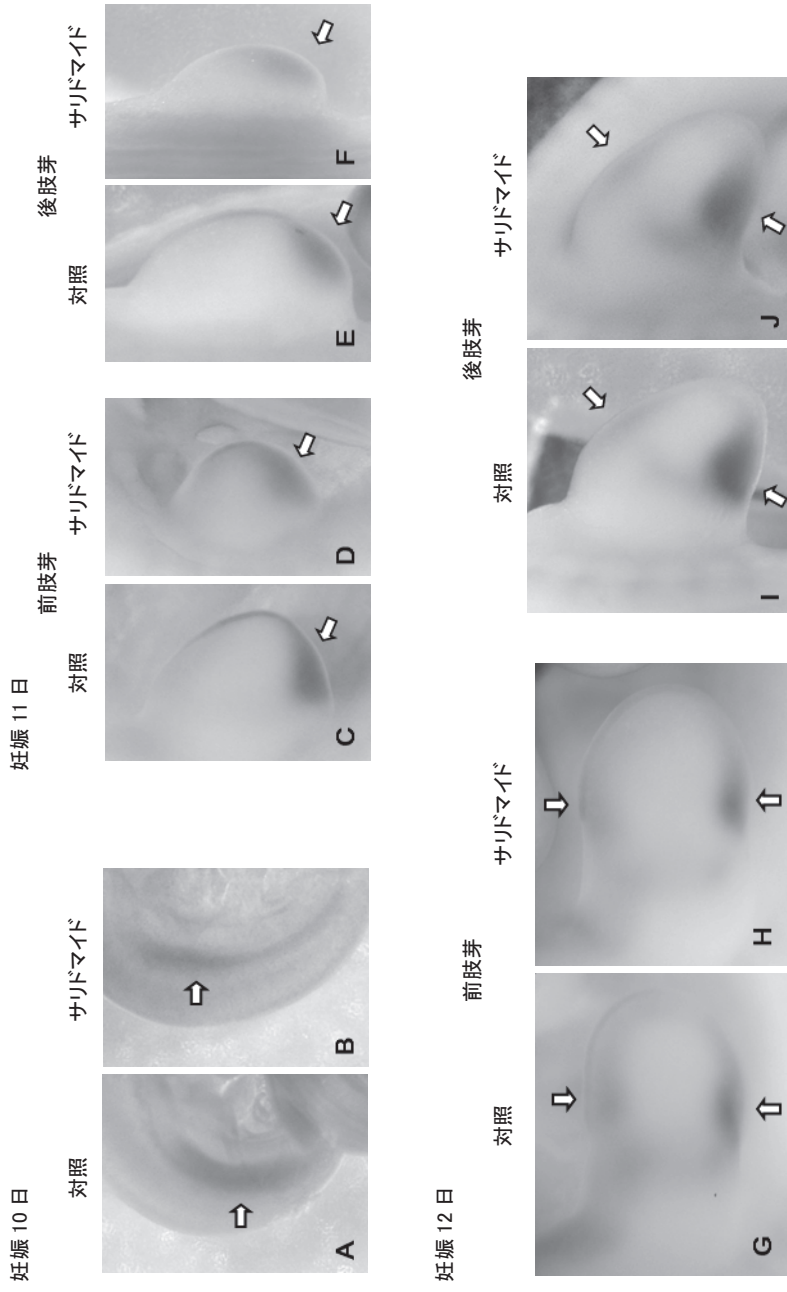 妊娠 10 日
対照
サリドマイド
A
B
妊娠 11 日
前肢芽
対照
サリドマイド
C
D
後肢芽
対照
サリドマイド
E
F
妊娠 12 日
前肢芽
対照
サリドマイド
G
H
後肢芽
対照
サリドマイド
I
J